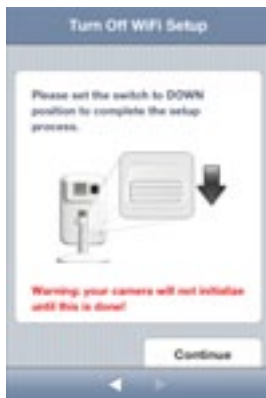 Turn Off WiFi Setup
Please set the switch to DOWN
position to complete the setup
process.
Warning: your camera will not initialize
until this is done!
Continue